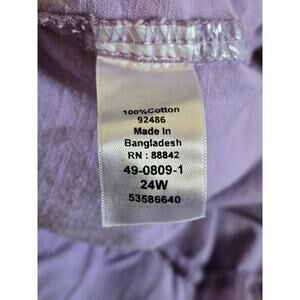 100%Cotton
92486
Made In
Bangladesh
RN : 88842
49-0809-1
24W
53586640